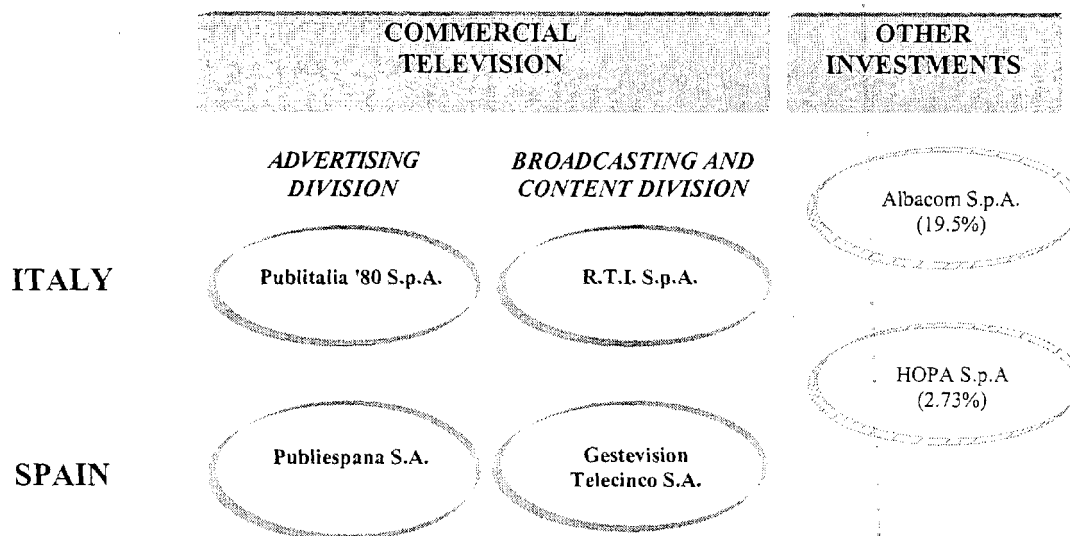 COMMERCIAL
TELEVISION
OTHER
INVESTMENTS
ADVERTISING
DIVISION
BROADCASTING AND
CONTENT DIVISION
Albacom S.p.A.
(19.5%)
ITALY
Publitalia '80 S.p.A.
R.T.I. S.p.A.
HOPA S.p.A
(2.73%)
SPAIN
Publiespana S.A.
Gestevision
Telecinco S.A.